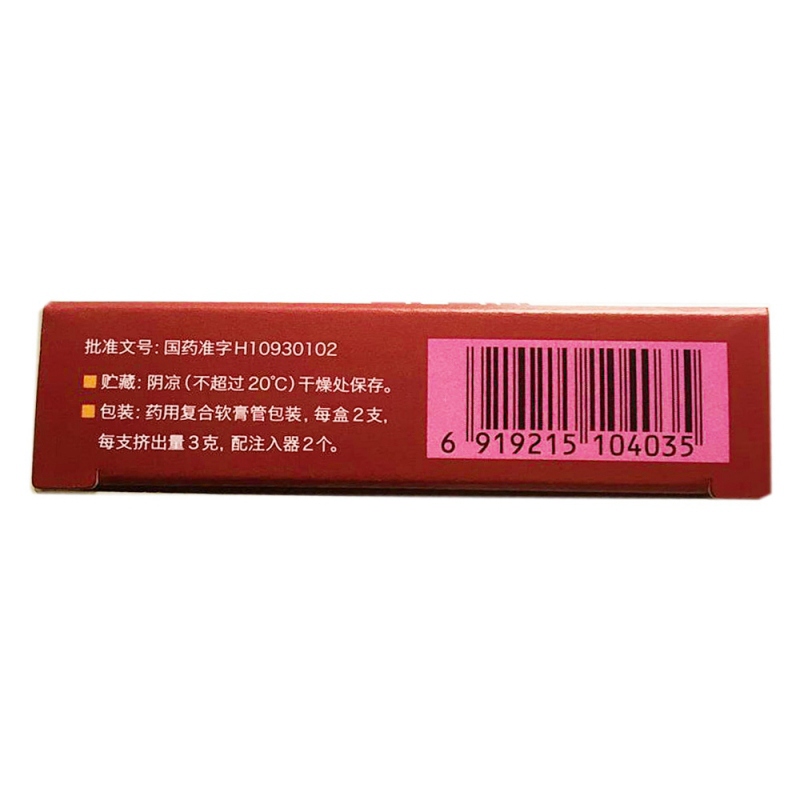 批准文号: 国药准字H10930102
贮藏: 阴凉(不超过20℃)干燥处保存。
包装: 药用复合软膏管包装, 每盒2支,
每支挤出量3克, 配注入器2个。
6 919215 104035